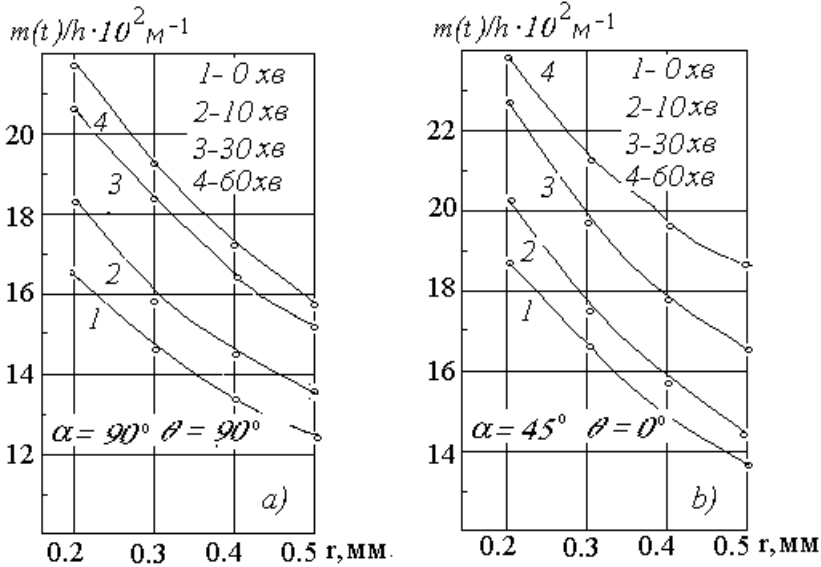 m(t)/h·10² м⁻¹
1-0 хв
2-10 хв
3-30 хв
4-60 хв
20
18
16
14
12
4
3
2
1
α=90° θ=90°
a)
0.2 0.3 0.4 0.5 r, мм.
m(t)/h·10² м⁻¹
1-0 хв
2-10 хв
3-30 хв
4-60 хв
22
20
18
16
14
4
3
2
1
α=45° θ=0°
b)
0.2 0.3 0.4 0.5 r, мм